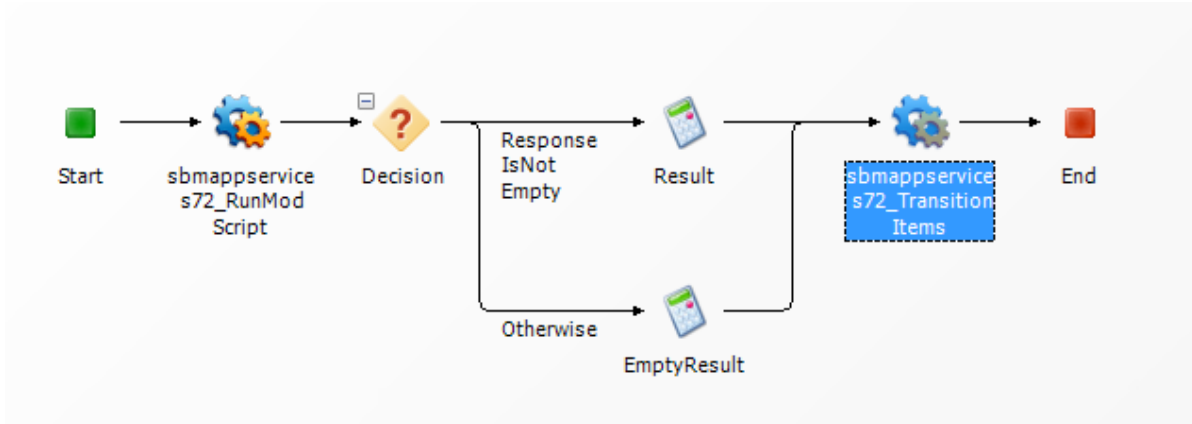 Start
sbmappservice
s72_RunMod
Script
?
Decision
Response
IsNot
Empty
Result
sbmappservice
s72_Transition
Items
End
Otherwise
EmptyResult